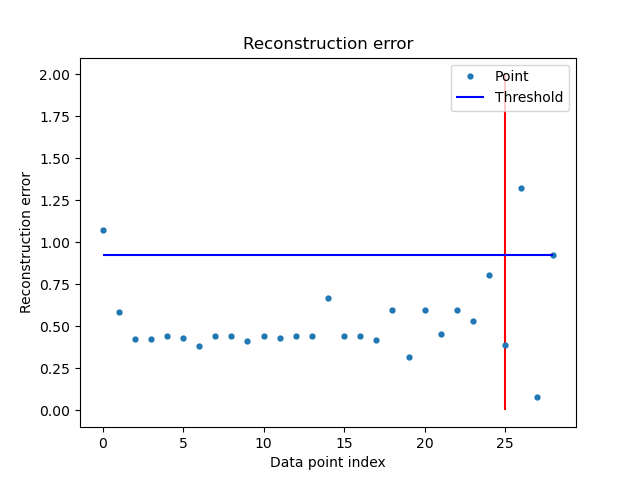 Reconstruction error
Point
Threshold
2.00
1.75
1.50
1.25
1.00
0.75
0.50
0.25
0.00
Reconstruction error
0 5 10 15 20 25
Data point index